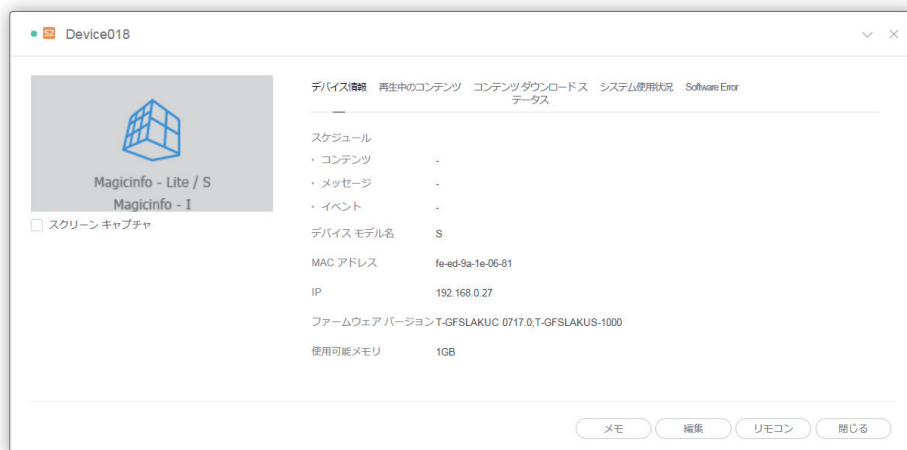 S2 Device018
デバイス情報 再生中のコンテンツ コンテンツ ダウンロード ス システム使用状況 Software Error
テータス
スケジュール
・ コンテンツ -
・ メッセージ -
・ イベント -
デバイス モデル名 S
MAC アドレス fe-ed-9a-1e-06-81
IP 192.168.0.27
ファームウェア バージョン T-GFSLAKUC 0717.0;T-GFSLAKUS-1000
使用可能メモリ 1GB
Magicinfo - Lite / S
Magicinfo - I
スクリーン キャプチャ
メモ 編集 リモコン 閉じる